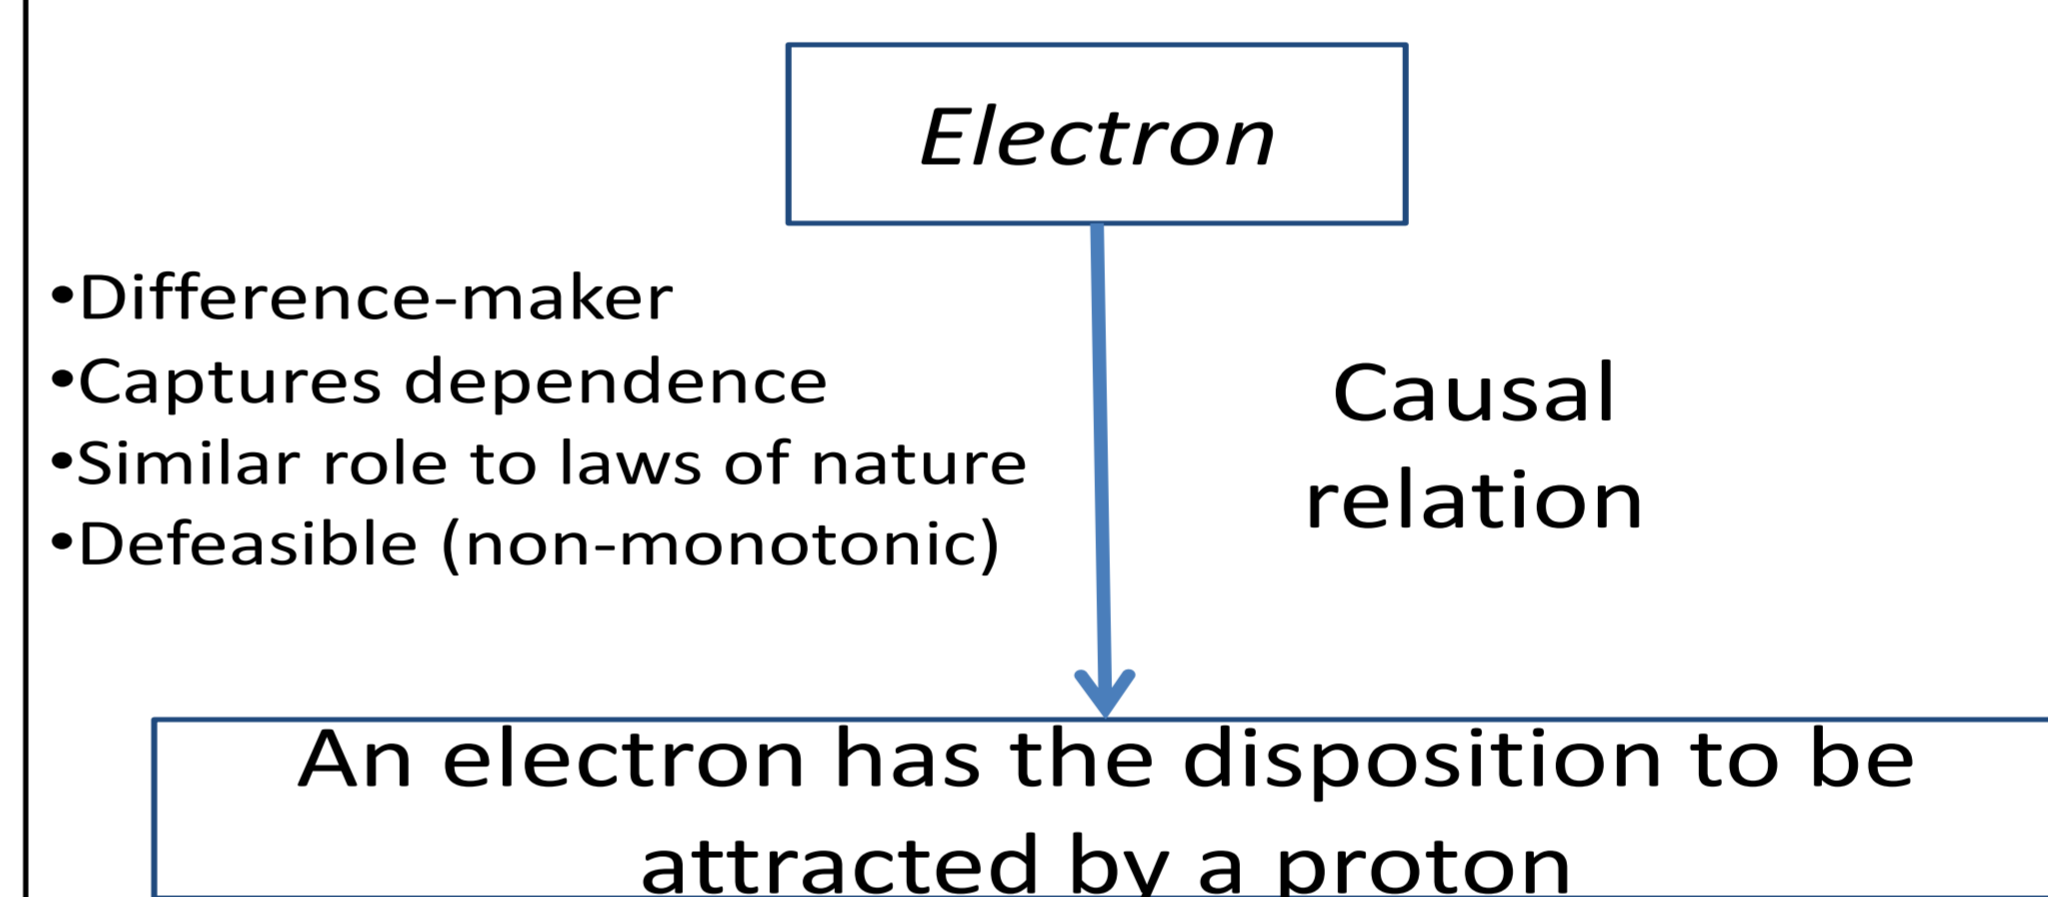 Electron
•Difference-maker
•Captures dependence
•Similar role to laws of nature
•Defeasible (non-monotonic)
Causal
relation
An electron has the disposition to be
attracted by a proton